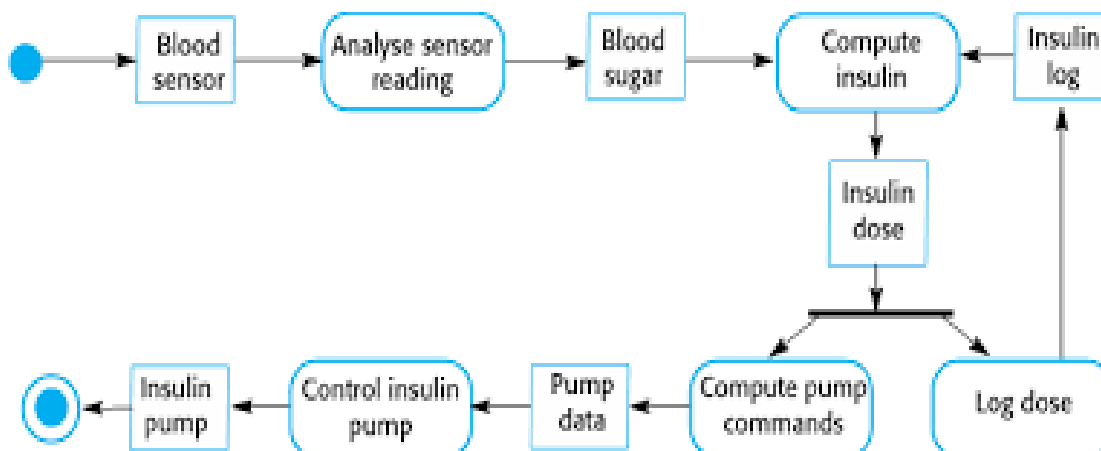 Blood
sensor
Analyse sensor
reading
Blood
sugar
Compute
insulin
Insulin
log
Insulin
dose
Insulin
pump
Control insulin
pump
Pump
data
Compute pump
commands
Log dose